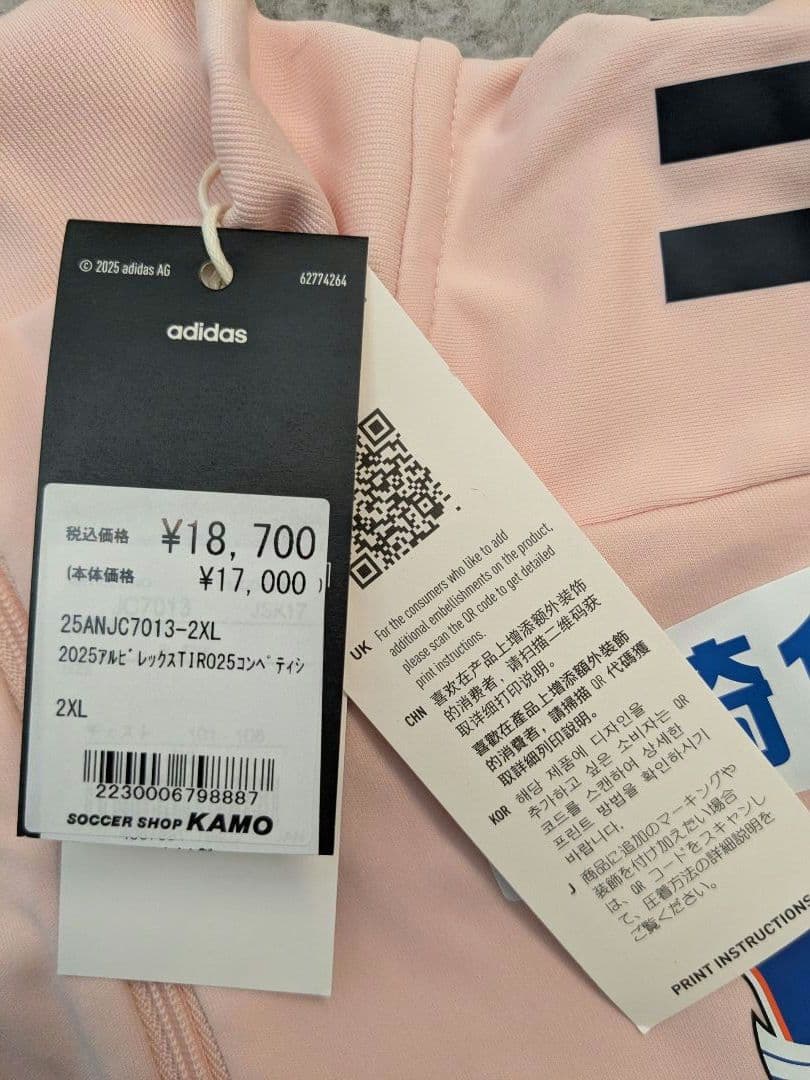 © 2025 adidas AG
62774264
adidas
税込価格 ¥18,700
(本体価格 ¥17,000)
JC7013 JSK17
25ANJC7013-2XL
2025ｱﾙﾋﾞﾚｯｸｽTIRO25ｺﾝﾍﾟﾃｨｼ
2XL
2230006798887
SOCCER SHOP KAMO
UK For the consumers who like to add
additional embellishments on the product,
please scan the QR code to get detailed
print instructions.
CHN 喜欢在产品上增添额外装饰
的消费者，请扫描二维码获
取详细打印说明。
喜歡在產品上增添額外裝飾
的消費者，請掃描 QR 代碼獲
取詳細列印說明。
KOR 해당 제품에 디자인을
추가하고 싶은 소비자는 QR
코드를 스캔하여 상세한
프린트 방법을 확인하시기
바랍니다.
J 商品に追加のマーキングや
装飾を付け加えたい場合
は、QR コードをスキャンし
て、圧着方法の詳細説明を
ご覧ください。
PRINT INSTRUCTIONS